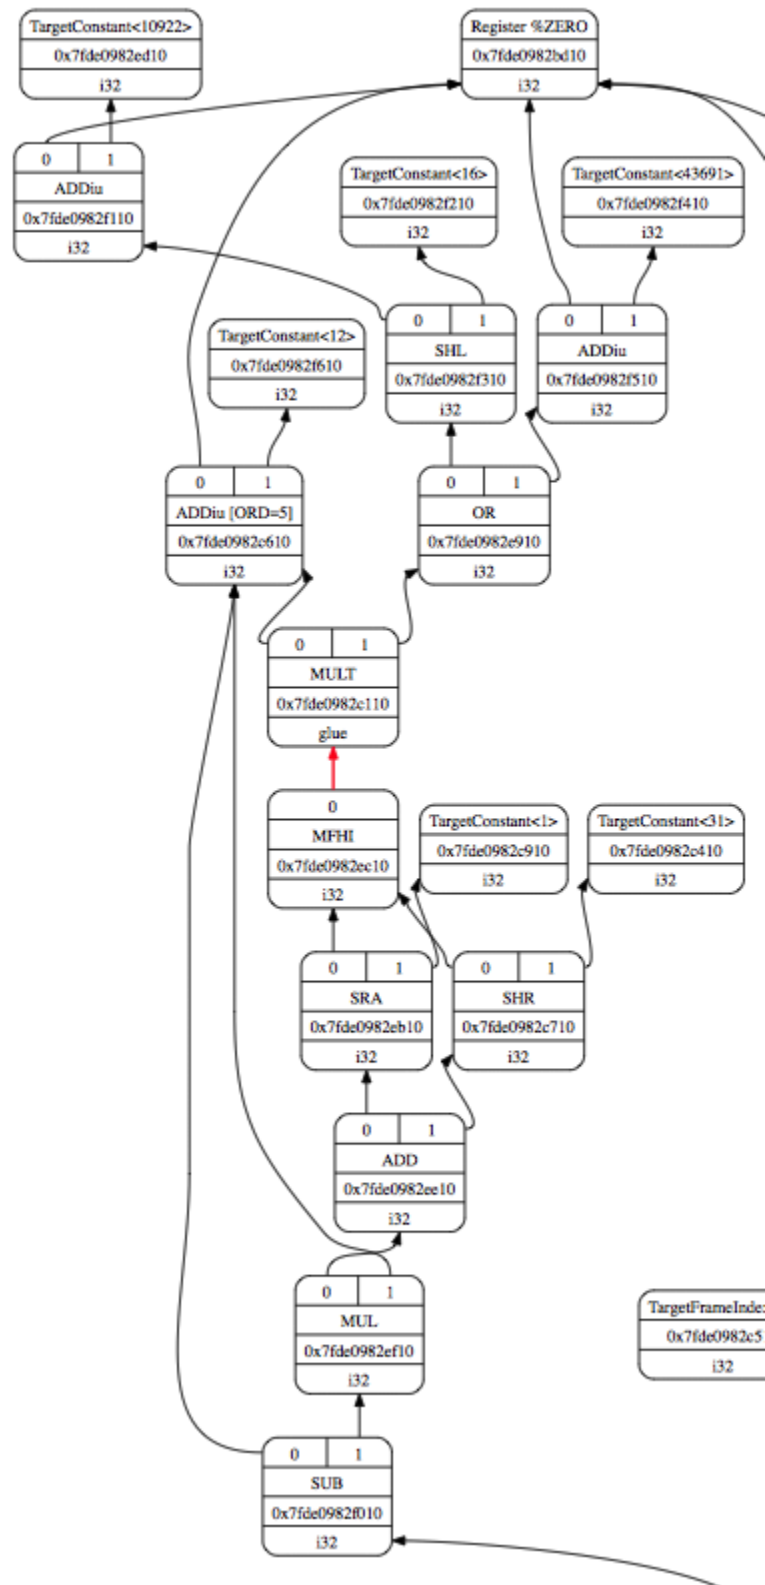 TargetConstant<10922>
0x7fde0982ed10
i32
Register %ZERO
0x7fde0982bd10
i32
0 1
ADDiu
0x7fde0982f110
i32
TargetConstant<16>
0x7fde0982f210
i32
TargetConstant<43691>
0x7fde0982f410
i32
TargetConstant<12>
0x7fde0982f610
i32
0 1
SHL
0x7fde0982f310
i32
0 1
ADDiu
0x7fde0982f510
i32
0 1
ADDiu [ORD=5]
0x7fde0982c610
i32
0 1
OR
0x7fde0982e910
i32
0 1
MULT
0x7fde0982c110
glue
0
MFHI
0x7fde0982ec10
i32
TargetConstant<1>
0x7fde0982c910
i32
TargetConstant<31>
0x7fde0982c410
i32
0 1
SRA
0x7fde0982eb10
i32
0 1
SHR
0x7fde0982c710
i32
0 1
ADD
0x7fde0982ee10
i32
0 1
MUL
0x7fde0982ef10
i32
TargetFrameInde
0x7fde0982c5
i32
0 1
SUB
0x7fde0982f010
i32